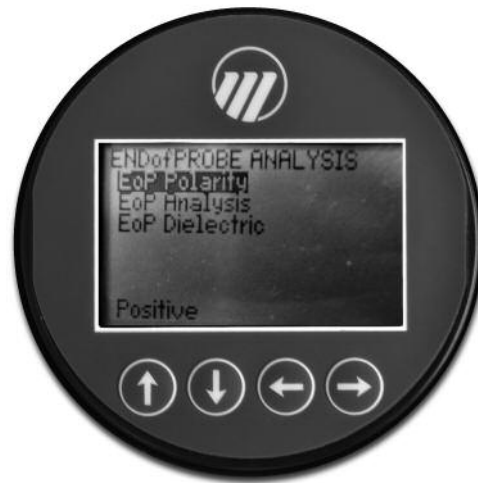 ENDofPROBE ANALYSIS
EoP Polarity
EoP Analysis
EoP Dielectric
Positive